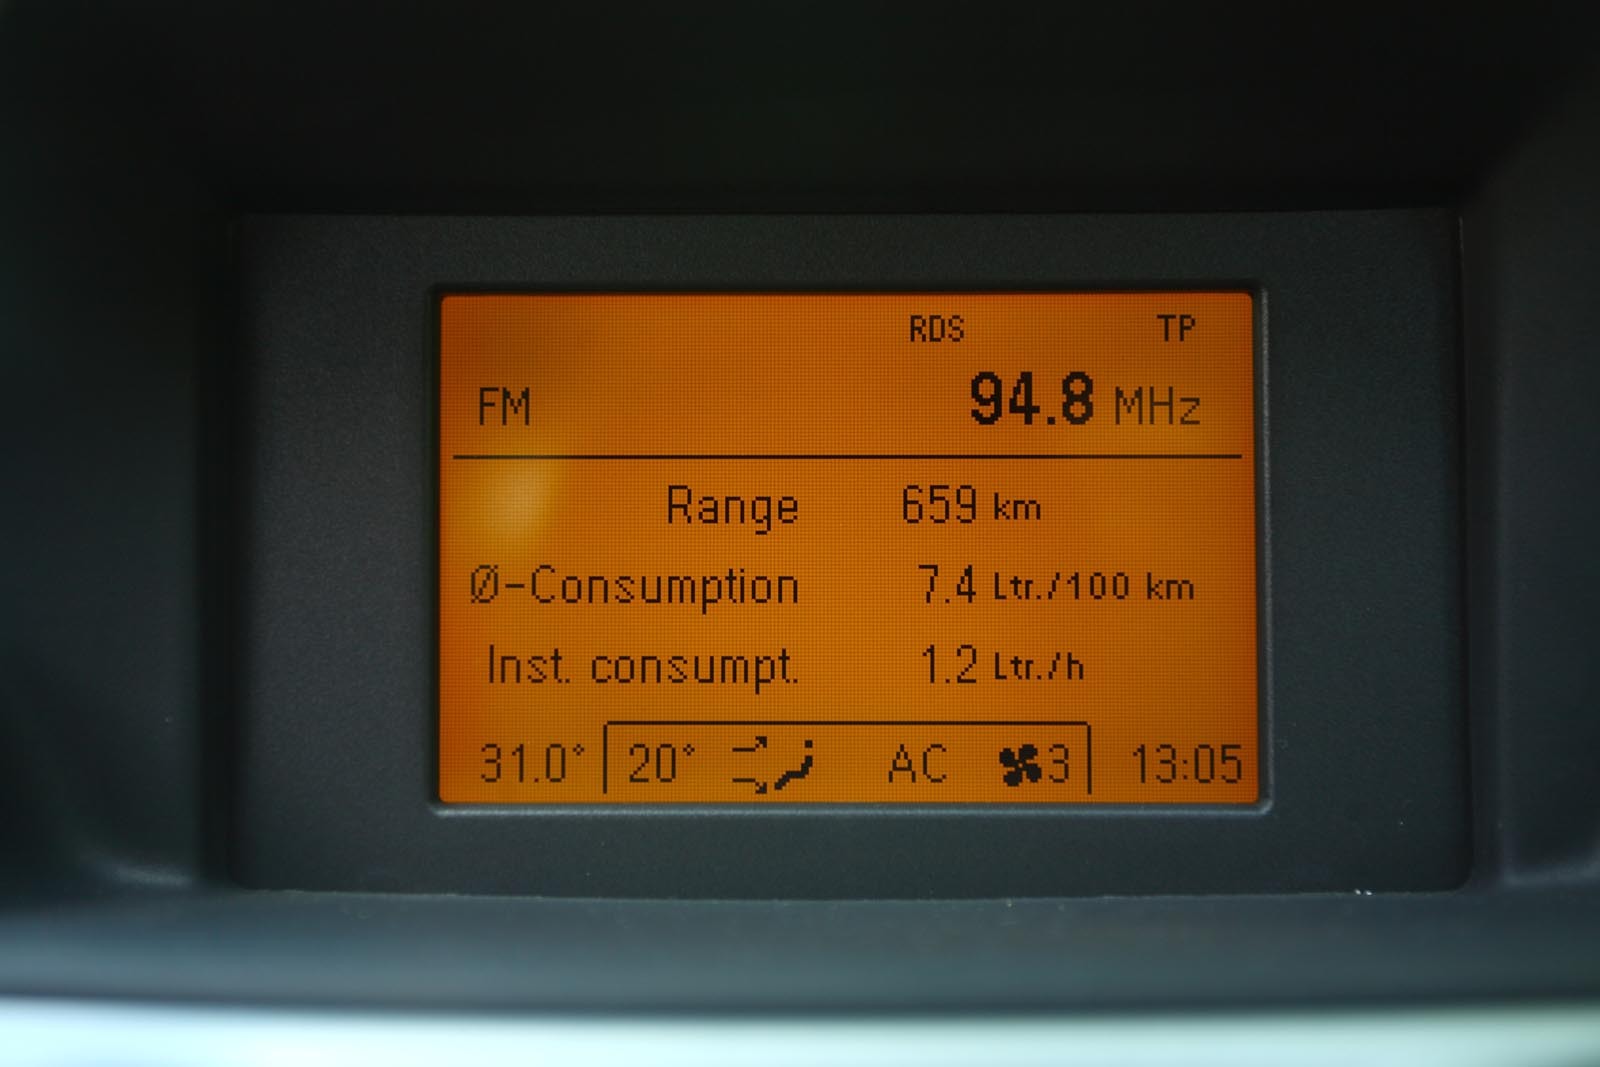 RDS TP
FM 94.8 MHz
Range 659 km
Ø-Consumption 7.4 Ltr./100 km
Inst. consumpt. 1.2 Ltr./h
31.0° 20° AC 3 13:05